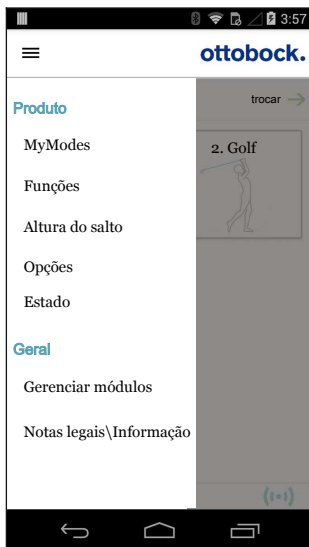 3:57
ottobock.
trocar
Produto
MyModes
2. Golf
Funções
Altura do salto
Opções
Estado
Geral
Gerenciar módulos
Notas legais\Informação